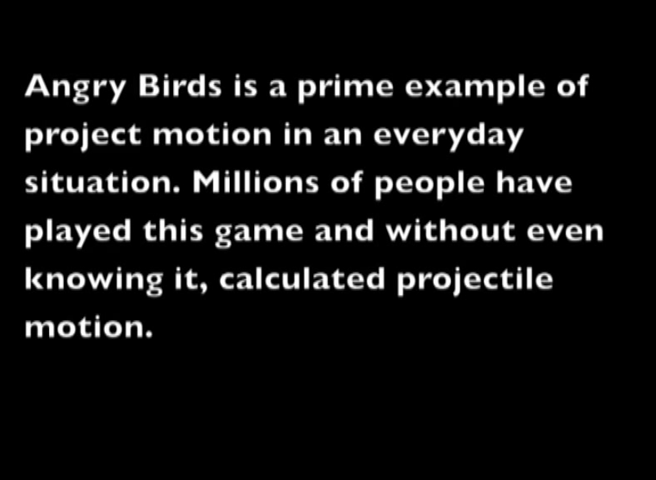 Angry Birds is a prime example of
project motion in an everyday
situation. Millions of people have
played this game and without even
knowing it, calculated projectile
motion.